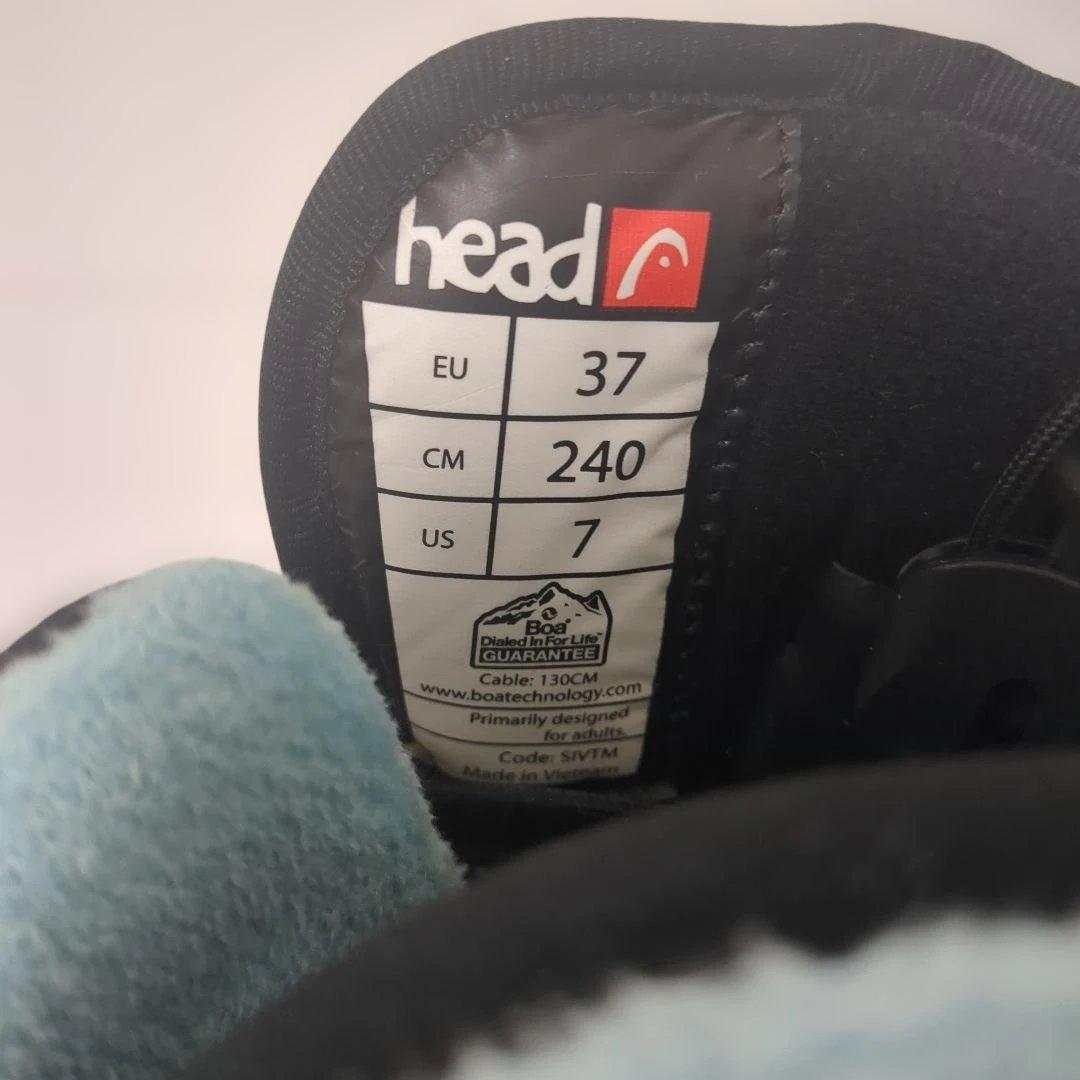 head
EU 37
CM 240
US 7
Boa®
Dialed In For Life™
GUARANTEE
Cable: 130CM
www.boatechnology.com
Primarily designed
for adults.
Code: SIVTM
Made in Vietnam